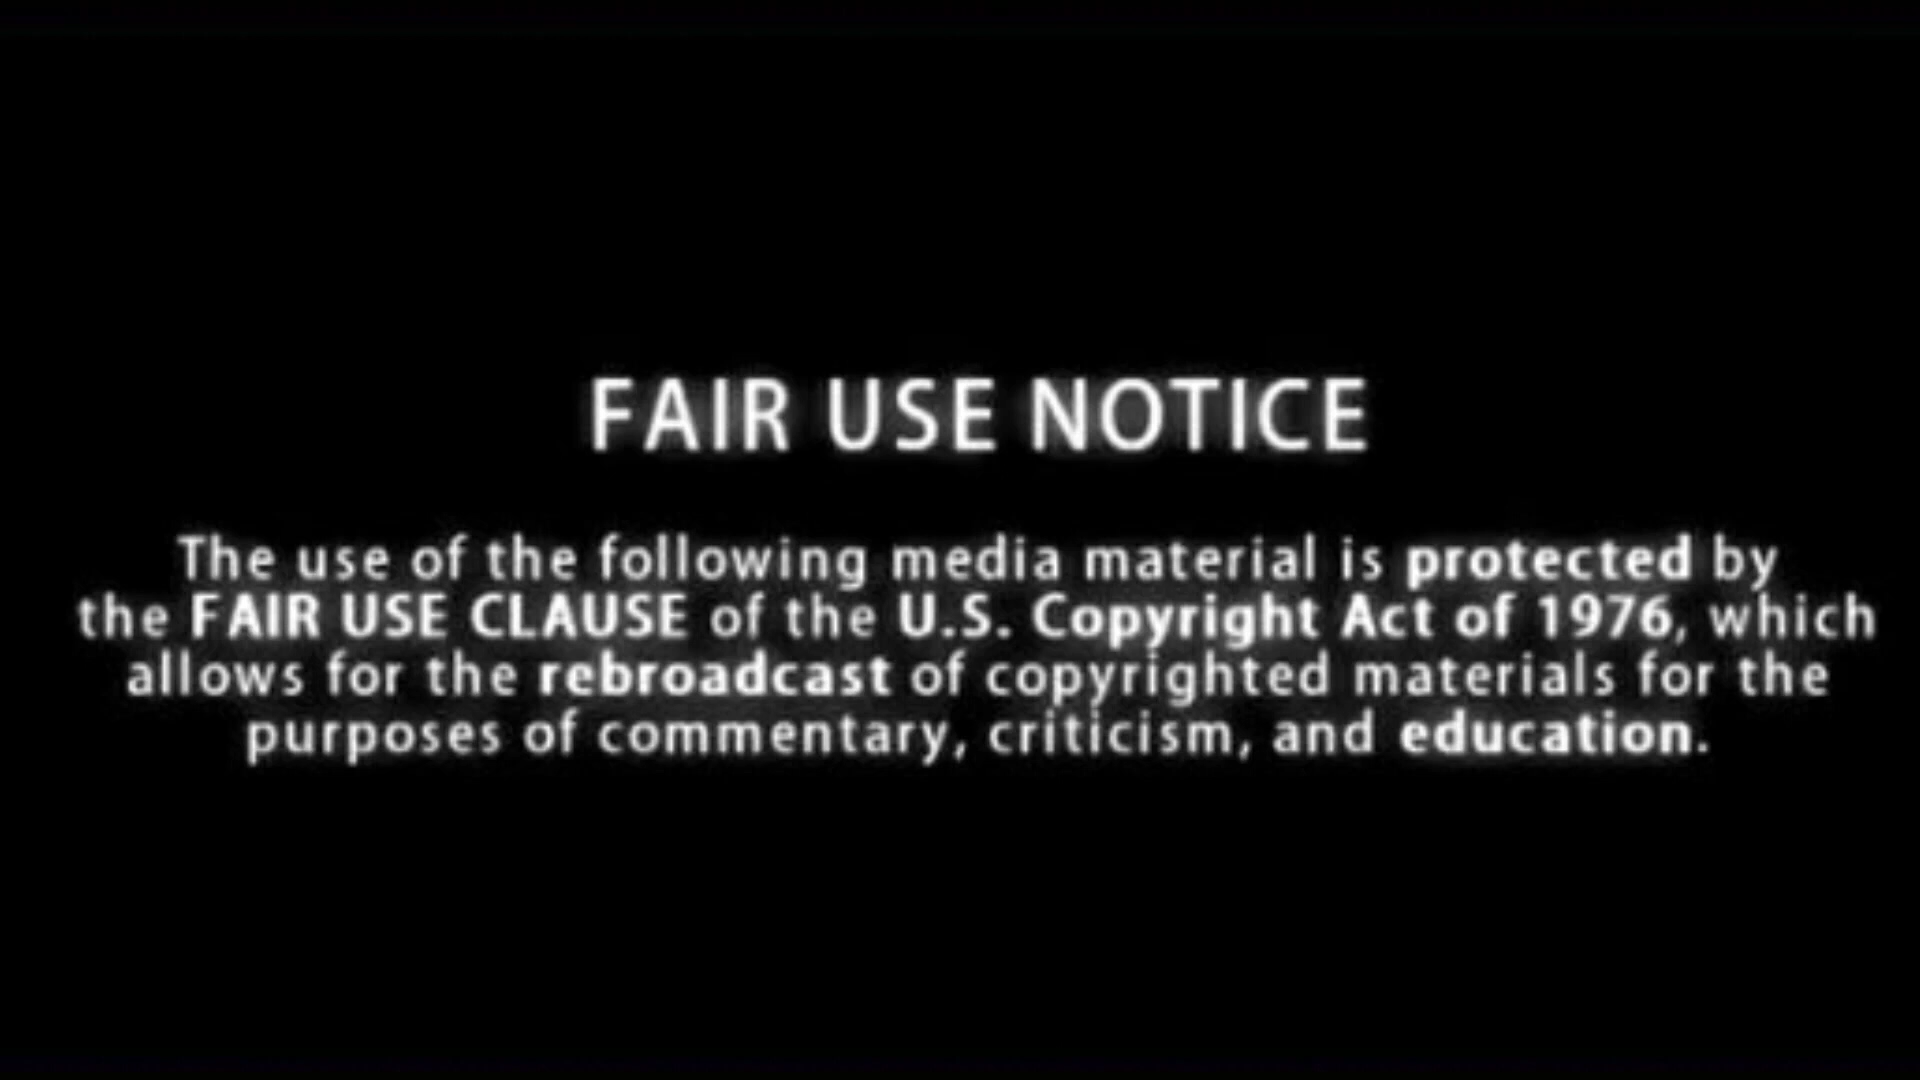 FAIR USE NOTICE
The use of the following media material is protected by
the FAIR USE CLAUSE of the U.S. Copyright Act of 1976, which
allows for the rebroadcast of copyrighted materials for the
purposes of commentary, criticism, and education.